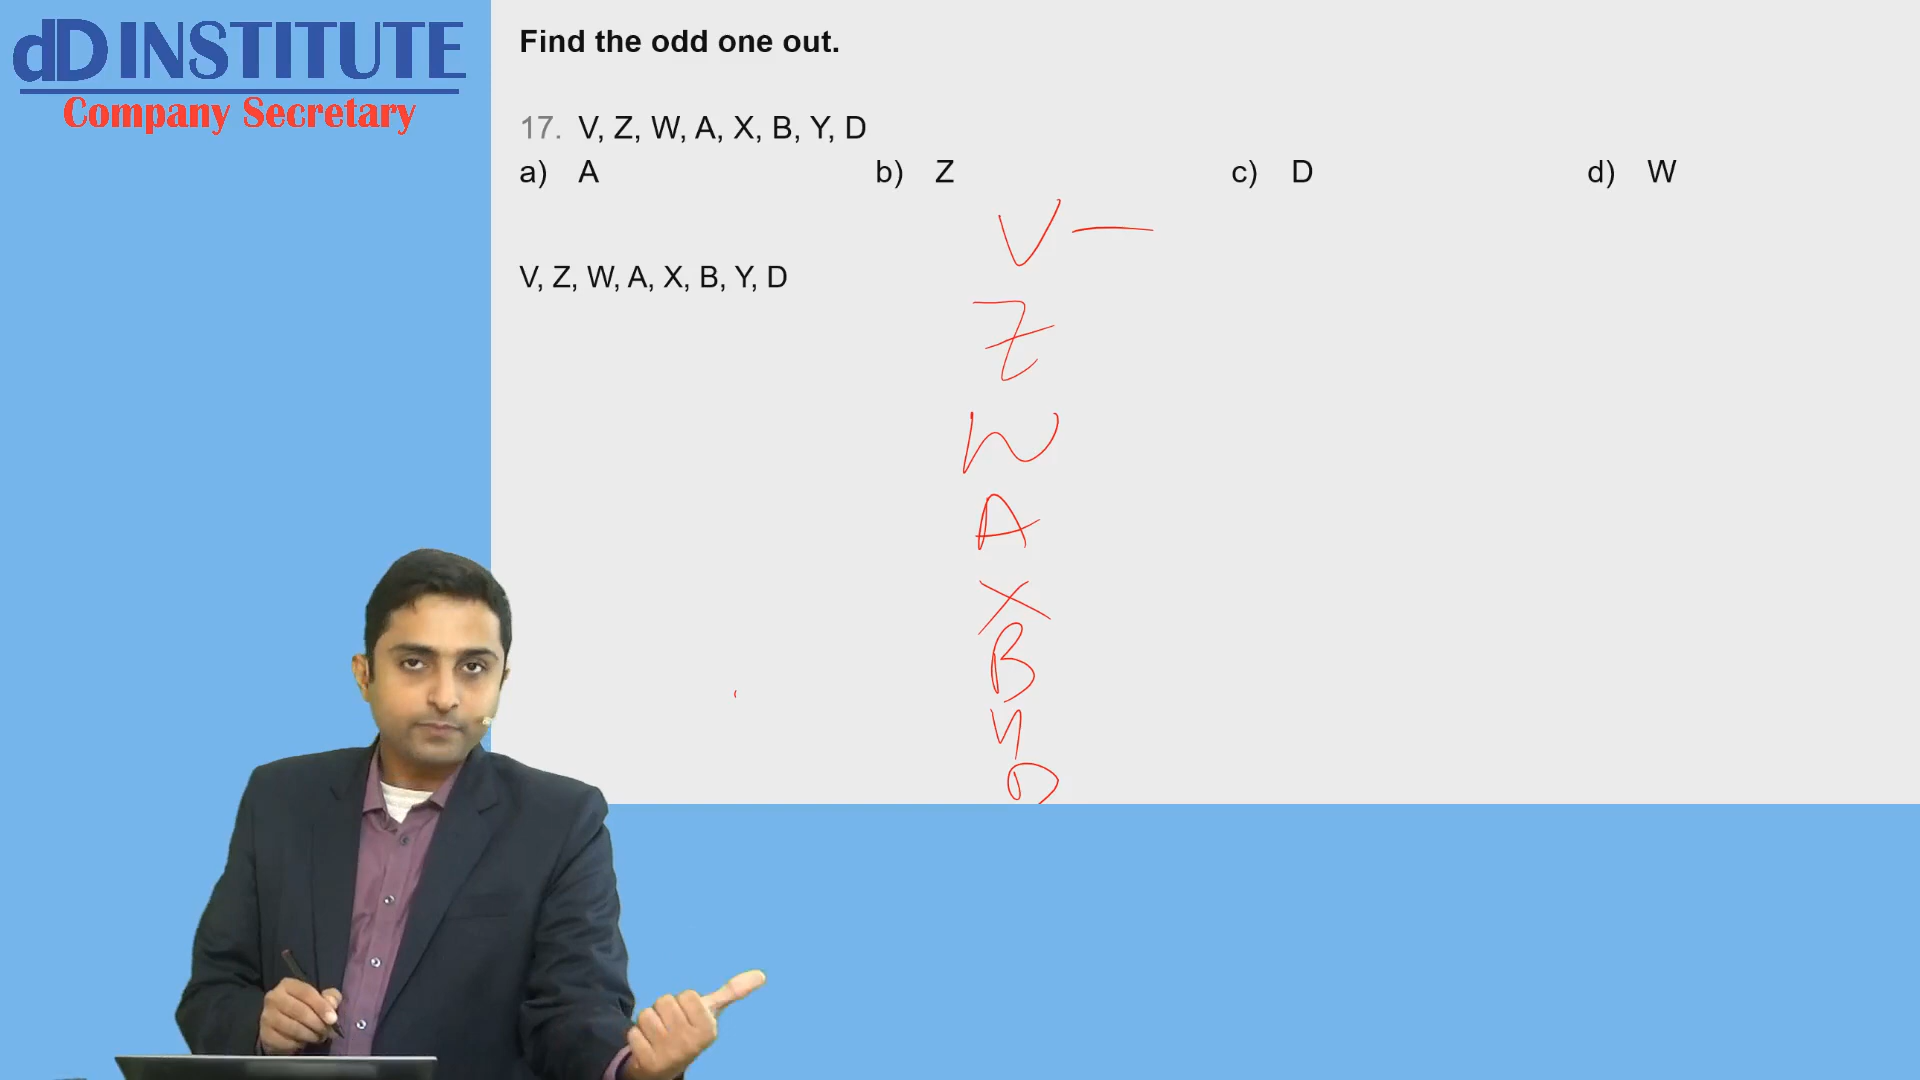 dD INSTITUTE
Company Secretary
Find the odd one out.
17. V, Z, W, A, X, B, Y, D
a) A b) Z c) D d) W
V —
V, Z, W, A, X, B, Y, D
Z
W
A
X
B
Y
D